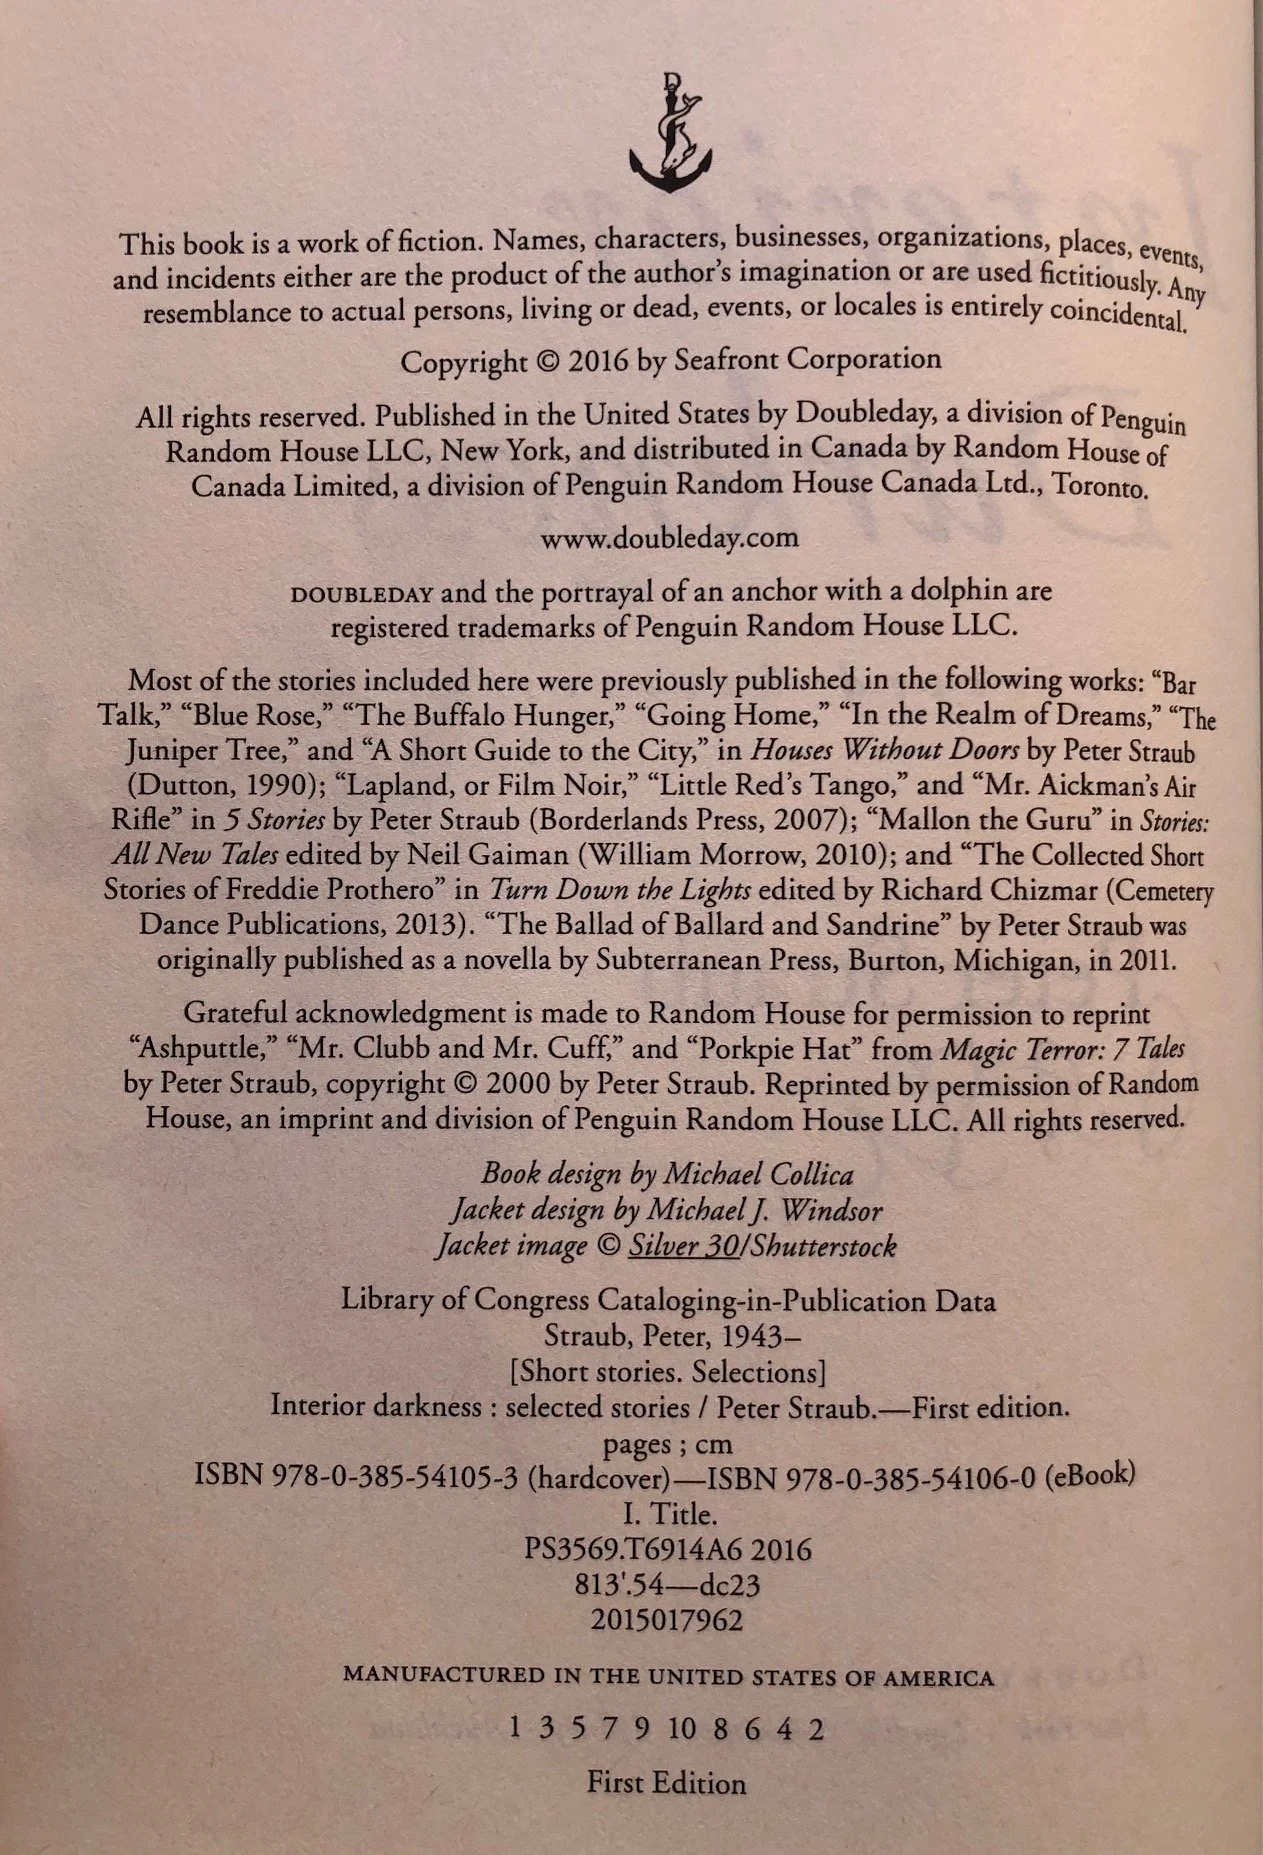 D
This book is a work of fiction. Names, characters, businesses, organizations, places, events,
and incidents either are the product of the author’s imagination or are used fictitiously. Any
resemblance to actual persons, living or dead, events, or locales is entirely coincidental.
Copyright © 2016 by Seafront Corporation
All rights reserved. Published in the United States by Doubleday, a division of Penguin
Random House LLC, New York, and distributed in Canada by Random House of
Canada Limited, a division of Penguin Random House Canada Ltd., Toronto.
www.doubleday.com
DOUBLEDAY and the portrayal of an anchor with a dolphin are
registered trademarks of Penguin Random House LLC.
Most of the stories included here were previously published in the following works: “Bar
Talk,” “Blue Rose,” “The Buffalo Hunger,” “Going Home,” “In the Realm of Dreams,” “The
Juniper Tree,” and “A Short Guide to the City,” in Houses Without Doors by Peter Straub
(Dutton, 1990); “Lapland, or Film Noir,” “Little Red’s Tango,” and “Mr. Aickman’s Air
Rifle” in 5 Stories by Peter Straub (Borderlands Press, 2007); “Mallon the Guru” in Stories:
All New Tales edited by Neil Gaiman (William Morrow, 2010); and “The Collected Short
Stories of Freddie Prothero” in Turn Down the Lights edited by Richard Chizmar (Cemetery
Dance Publications, 2013). “The Ballad of Ballard and Sandrine” by Peter Straub was
originally published as a novella by Subterranean Press, Burton, Michigan, in 2011.
Grateful acknowledgment is made to Random House for permission to reprint
“Ashputtle,” “Mr. Clubb and Mr. Cuff,” and “Porkpie Hat” from Magic Terror: 7 Tales
by Peter Straub, copyright © 2000 by Peter Straub. Reprinted by permission of Random
House, an imprint and division of Penguin Random House LLC. All rights reserved.
Book design by Michael Collica
Jacket design by Michael J. Windsor
Jacket image © Silver 30/Shutterstock
Library of Congress Cataloging-in-Publication Data
Straub, Peter, 1943–
[Short stories. Selections]
Interior darkness : selected stories / Peter Straub.—First edition.
pages ; cm
ISBN 978-0-385-54105-3 (hardcover)—ISBN 978-0-385-54106-0 (eBook)
I. Title.
PS3569.T6914A6 2016
813'.54—dc23
2015017962
MANUFACTURED IN THE UNITED STATES OF AMERICA
1 3 5 7 9 10 8 6 4 2
First Edition